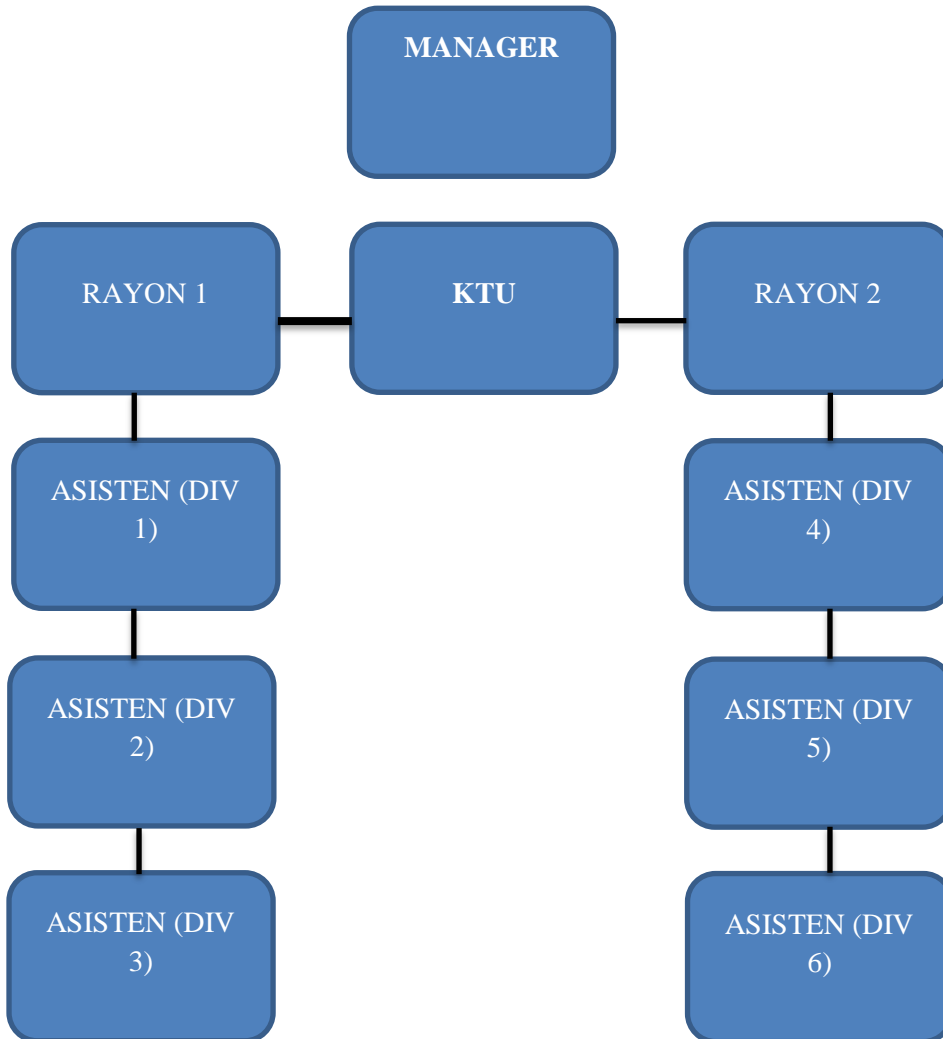 MANAGER
RAYON 1
KTU
RAYON 2
ASISTEN (DIV
1)
ASISTEN (DIV
4)
ASISTEN (DIV
2)
ASISTEN (DIV
5)
ASISTEN (DIV
3)
ASISTEN (DIV
6)